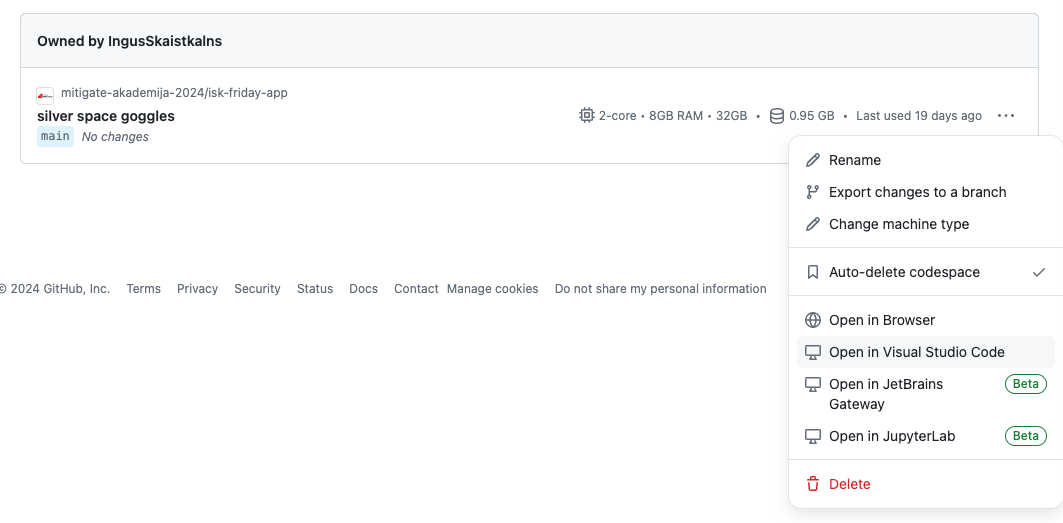 Owned by IngusSkaistkalns
mitigate-akademija-2024/isk-friday-app
silver space goggles
2-core • 8GB RAM • 32GB • 0.95 GB • Last used 19 days ago
main No changes
Rename
Export changes to a branch
Change machine type
Auto-delete codespace
© 2024 GitHub, Inc. Terms Privacy Security Status Docs Contact Manage cookies Do not share my personal information
Open in Browser
Open in Visual Studio Code
Open in JetBrains Beta
Gateway
Open in JupyterLab Beta
Delete